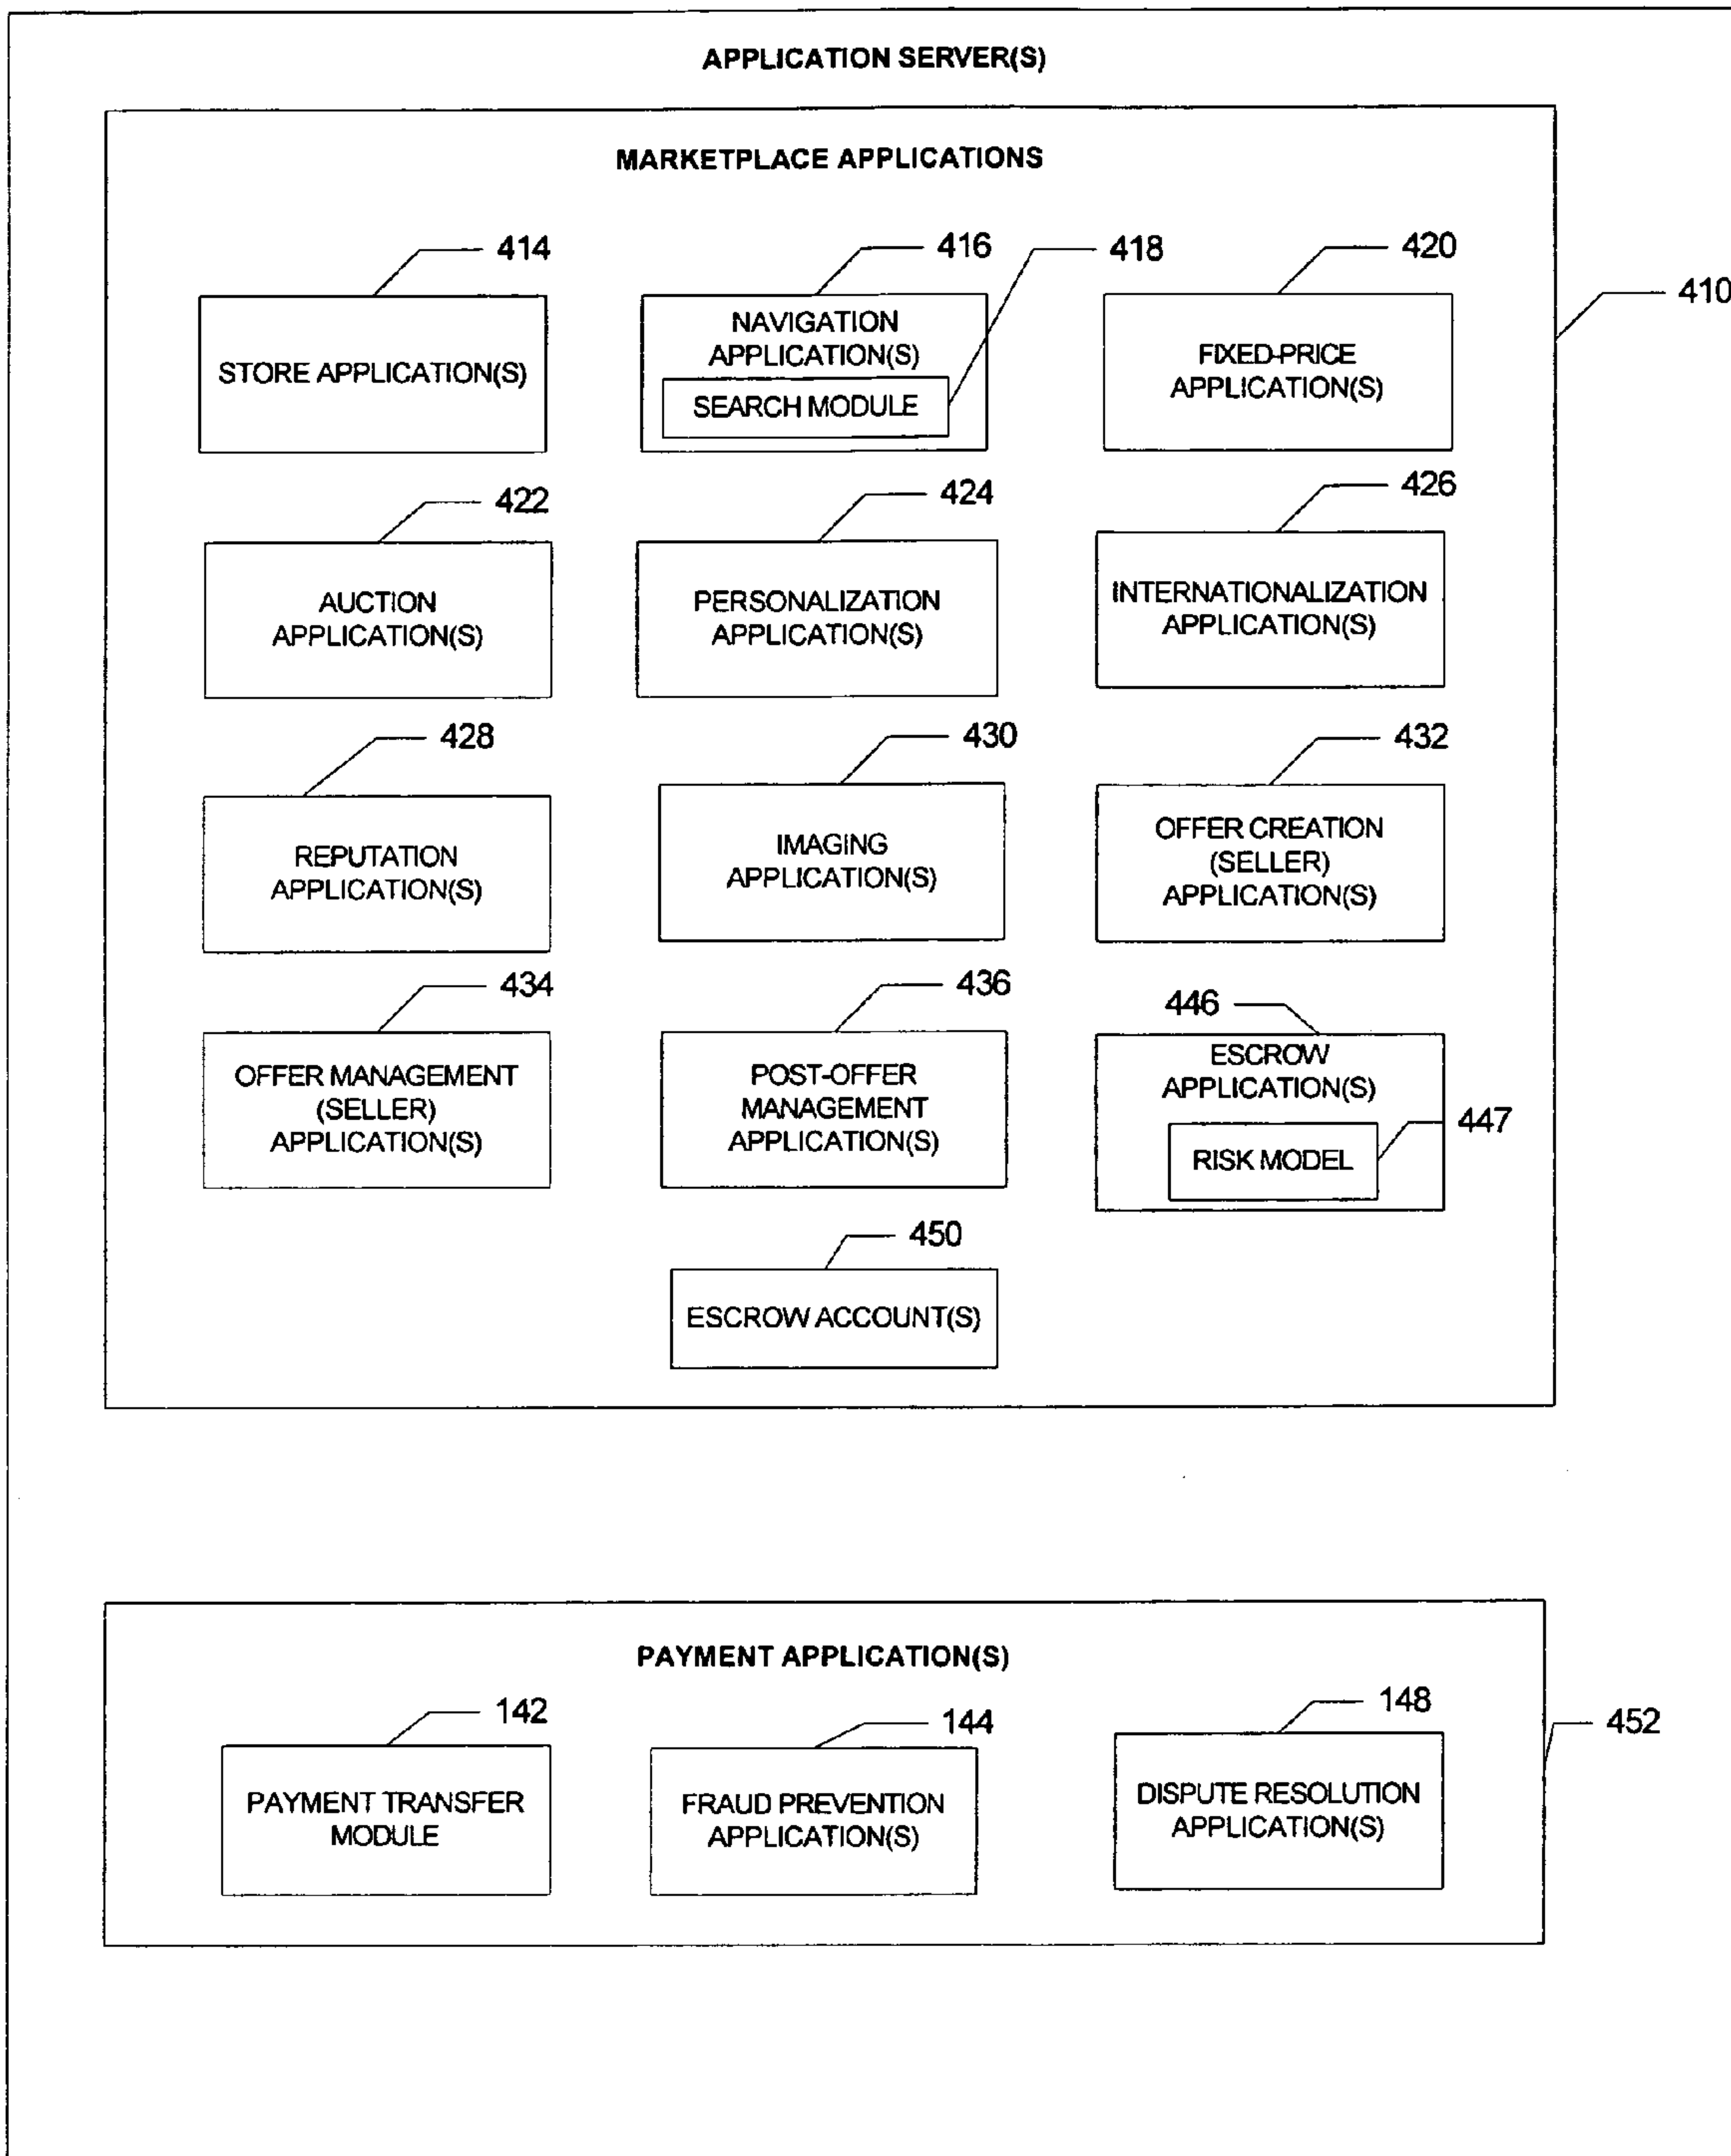 APPLICATION SERVER(S)
MARKETPLACE APPLICATIONS
414
416
418
420
410
STORE APPLICATION(S)
NAVIGATION
APPLICATION(S)
SEARCH MODULE
FIXED-PRICE
APPLICATION(S)
422
424
426
AUCTION
APPLICATION(S)
PERSONALIZATION
APPLICATION(S)
INTERNATIONALIZATION
APPLICATION(S)
428
430
432
REPUTATION
APPLICATION(S)
IMAGING
APPLICATION(S)
OFFER CREATION
(SELLER)
APPLICATION(S)
434
436
446
OFFER MANAGEMENT
(SELLER)
APPLICATION(S)
POST-OFFER
MANAGEMENT
APPLICATION(S)
ESCROW
APPLICATION(S)
447
RISK MODEL
450
ESCROW ACCOUNT(S)
PAYMENT APPLICATION(S)
142
144
148
452
PAYMENT TRANSFER
MODULE
FRAUD PREVENTION
APPLICATION(S)
DISPUTE RESOLUTION
APPLICATION(S)